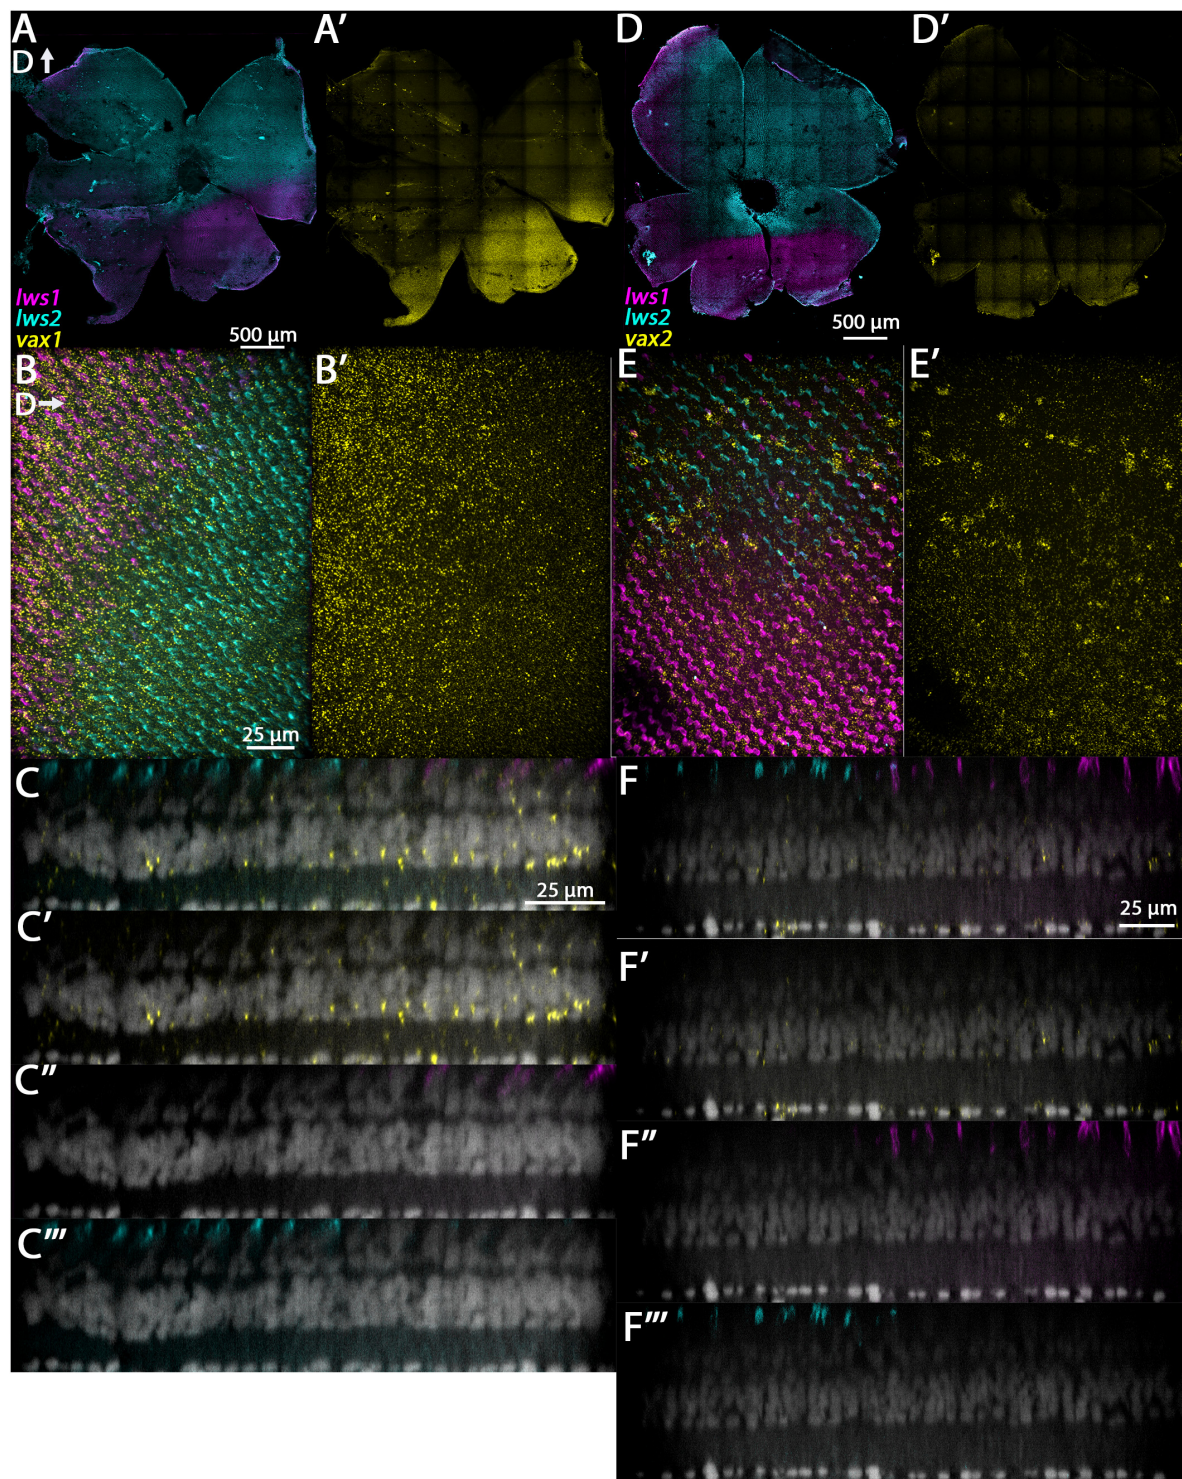 A
D
A′
D
D′
lws1
lws2
vax1
500 µm
lws1
lws2
vax2
500 µm
B
D
B′
E
E′
25 µm
C
F
25 µm
25 µm
C′
F′
C″
F″
C‴
F‴